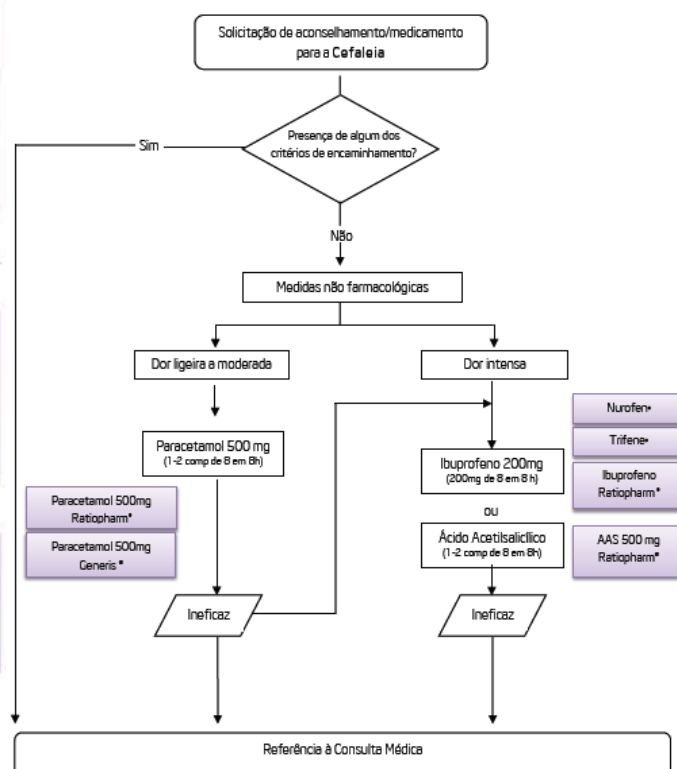 Solicitação de aconselhamento/medicamento
para a Cefaleia
Presença de algum dos
critérios de encaminhamento?
Sim
Não
Medidas não farmacológicas
Dor ligeira a moderada
Dor intensa
Paracetamol 500 mg
(1-2 comp de 8 em 8h)
Paracetamol 500mg
Ratiopharm®
Paracetamol 500mg
Generis ®
Ibuprofeno 200mg
(200mg de 8 em 8 h)
ou
Ácido Acetilsalicílico
(1-2 comp de 8 em 8h)
Nurofen®
Trifene®
Ibuprofeno
Ratiopharm®
AAS 500 mg
Ratiopharm®
Ineficaz
Ineficaz
Referência à Consulta Médica